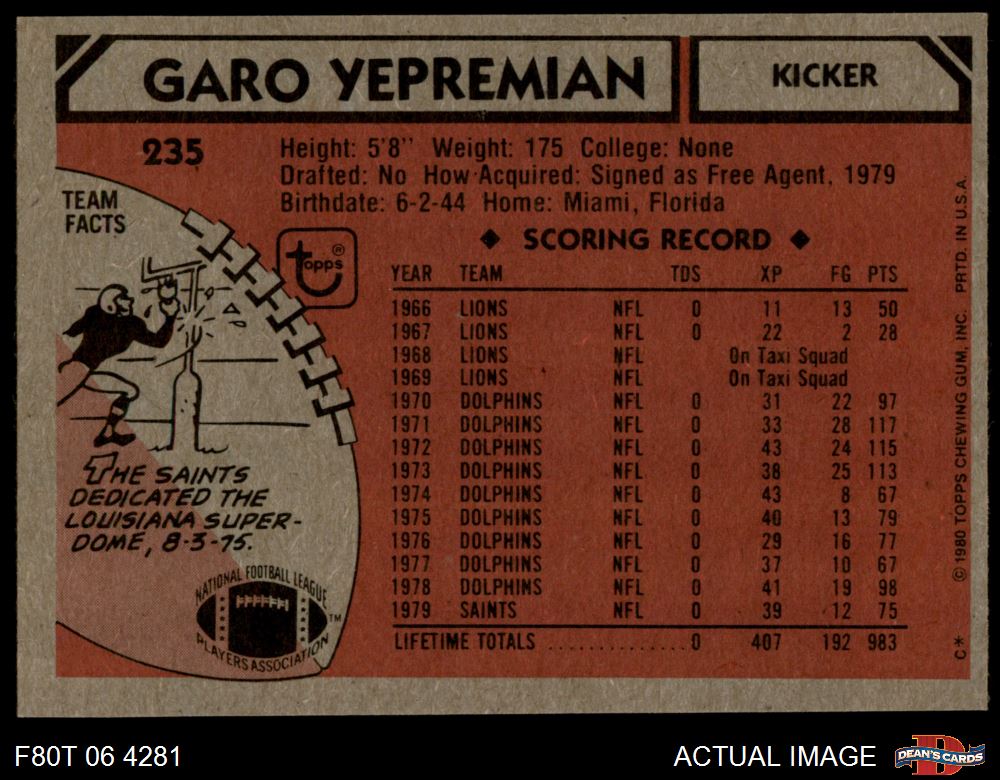 GARO YEPREMIAN
KICKER
235
Height: 5'8'' Weight: 175 College: None
Drafted: No How Acquired: Signed as Free Agent, 1979
Birthdate: 6-2-44 Home: Miami, Florida
TEAM
FACTS
topps®
◆ SCORING RECORD ◆
YEAR TEAM TDS XP FG PTS
1966 LIONS NFL 0 11 13 50
1967 LIONS NFL 0 22 2 28
1968 LIONS NFL On Taxi Squad
1969 LIONS NFL On Taxi Squad
1970 DOLPHINS NFL 0 31 22 97
1971 DOLPHINS NFL 0 33 28 117
1972 DOLPHINS NFL 0 43 24 115
1973 DOLPHINS NFL 0 38 25 113
1974 DOLPHINS NFL 0 43 8 67
1975 DOLPHINS NFL 0 40 13 79
1976 DOLPHINS NFL 0 29 16 77
1977 DOLPHINS NFL 0 37 10 67
1978 DOLPHINS NFL 0 41 19 98
1979 SAINTS NFL 0 39 12 75
LIFETIME TOTALS .............. 0 407 192 983
THE SAINTS
DEDICATED THE
LOUISIANA SUPER-
DOME, 8-3-75.
NATIONAL FOOTBALL LEAGUE
PLAYERS ASSOCIATION
TM
C* © 1980 TOPPS CHEWING GUM, INC. PRTD. IN U.S.A.
F80T 06 4281
ACTUAL IMAGE
D
DEAN'S CARDS